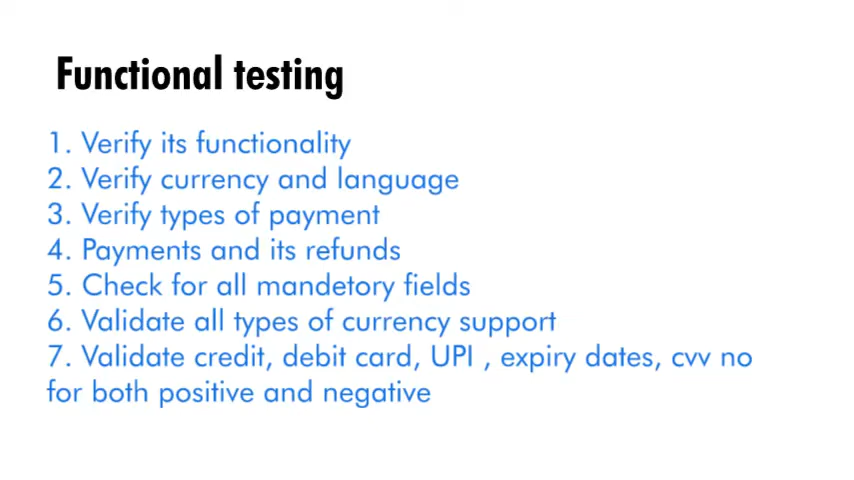 Functional testing
1. Verify its functionality
2. Verify currency and language
3. Verify types of payment
4. Payments and its refunds
5. Check for all mandetory fields
6. Validate all types of currency support
7. Validate credit, debit card, UPI , expiry dates, cvv no
for both positive and negative